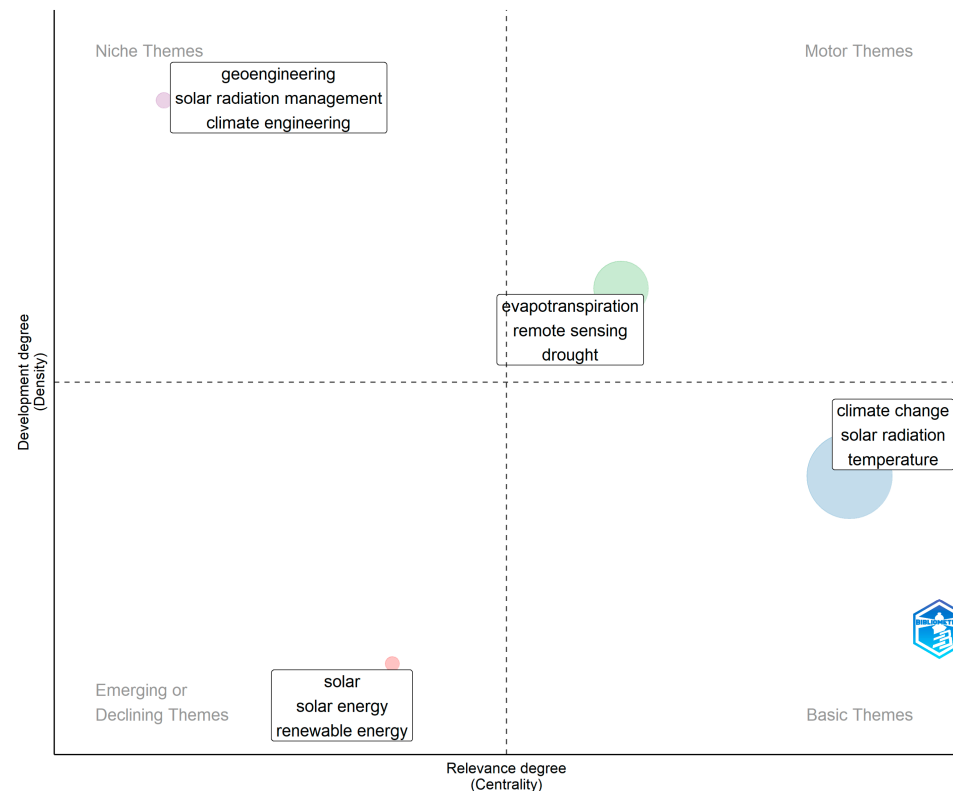 Niche Themes
Motor Themes
geoengineering
solar radiation management
climate engineering
evapotranspiration
remote sensing
drought
Development degree
(Density)
climate change
solar radiation
temperature
Emerging or
Declining Themes
solar
solar energy
renewable energy
Basic Themes
Relevance degree
(Centrality)